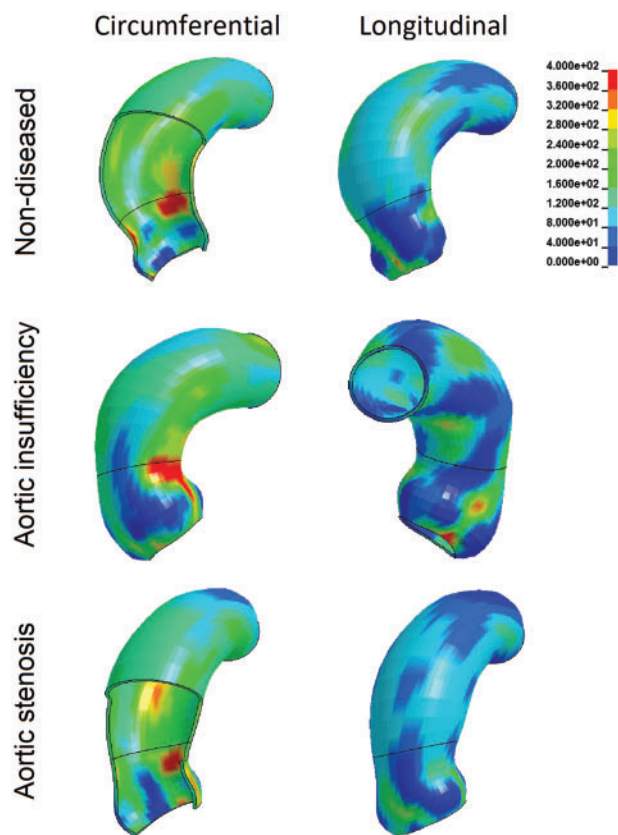 Circumferential Longitudinal
Non-diseased
4.000e+02
3.600e+02
3.200e+02
2.800e+02
2.400e+02
2.000e+02
1.600e+02
1.200e+02
8.000e+01
4.000e+01
0.000e+00
Aortic insufficiency
Aortic stenosis